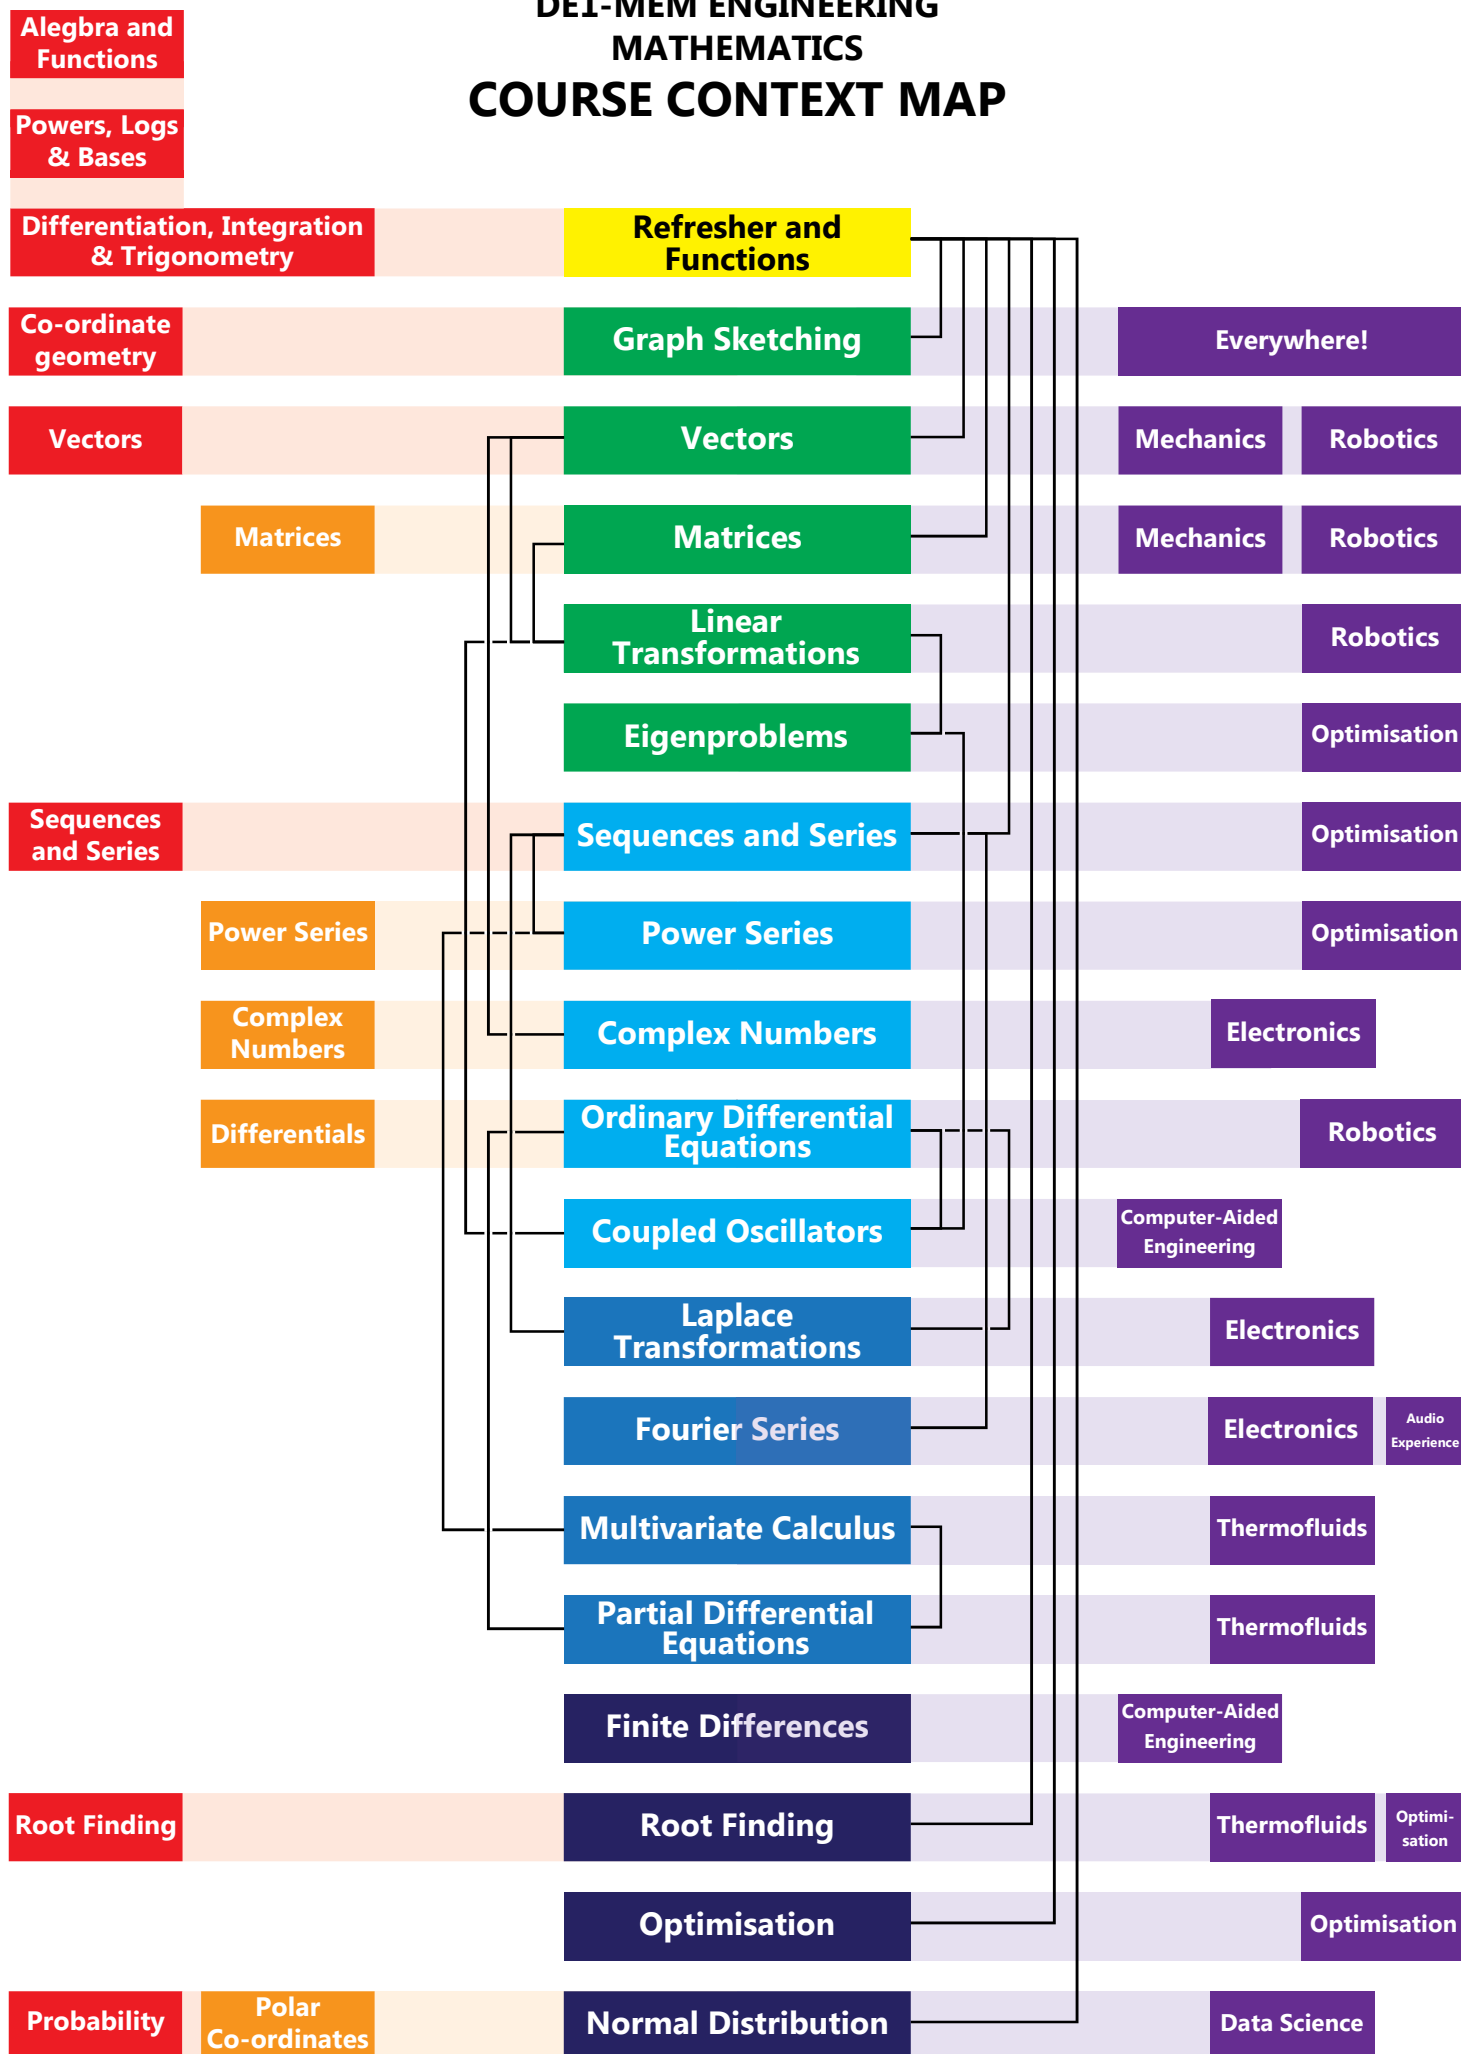 DE1-MEM ENGINEERING
MATHEMATICS
COURSE CONTEXT MAP
Alegbra and
Functions
Powers, Logs
& Bases
Differentiation, Integration
& Trigonometry
Refresher and
Functions
Co-ordinate
geometry
Graph Sketching
Everywhere!
Vectors
Vectors
Mechanics
Robotics
Matrices
Matrices
Mechanics
Robotics
Linear
Transformations
Robotics
Eigenproblems
Optimisation
Sequences
and Series
Sequences and Series
Optimisation
Power Series
Power Series
Optimisation
Complex
Numbers
Complex Numbers
Electronics
Differentials
Ordinary Differential
Equations
Robotics
Coupled Oscillators
Computer-Aided
Engineering
Laplace
Transformations
Electronics
Fourier Series
Electronics
Audio
Experience
Multivariate Calculus
Thermofluids
Partial Differential
Equations
Thermofluids
Finite Differences
Computer-Aided
Engineering
Root Finding
Root Finding
Thermofluids
Optimi-
sation
Optimisation
Optimisation
Probability
Polar
Co-ordinates
Normal Distribution
Data Science